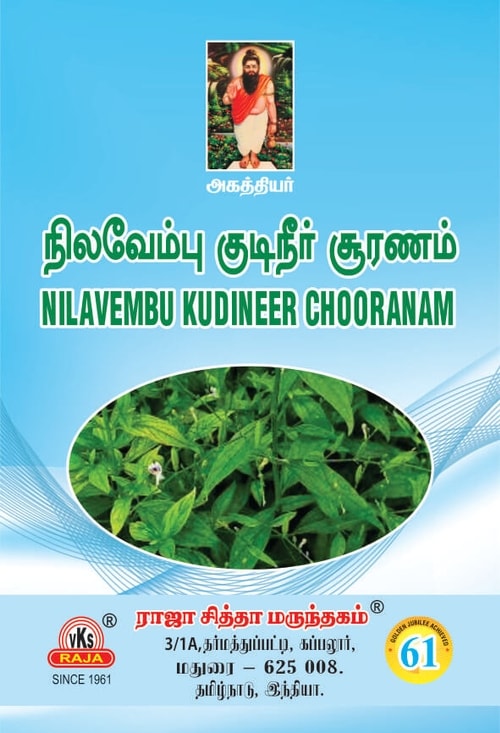 அகத்தியர்
நிலவேம்பு குடிநீர் சூரணம்
NILAVEMBU KUDINEER CHOORANAM
ராஜா சித்தா மருந்தகம்®
3/1A,தர்மத்துப்பட்டி, கப்பலூர்,
மதுரை – 625 008.
தமிழ்நாடு, இந்தியா.
VKS ®
RAJA
SINCE 1961
GOLDEN JUBILEE ACHIEVED
61